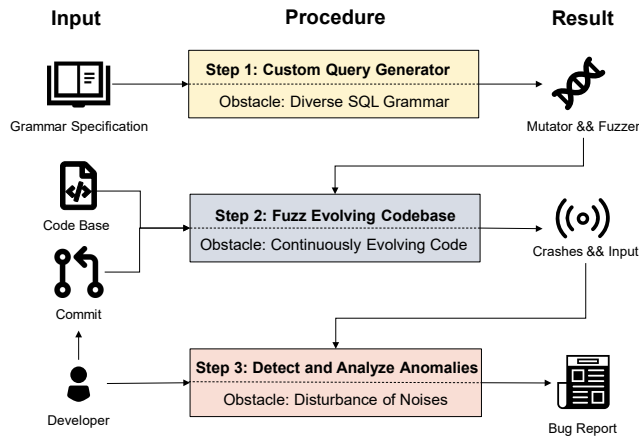 Input
Procedure
Result
Step 1: Custom Query Generator
Obstacle: Diverse SQL Grammar
Grammar Specification
Mutator && Fuzzer
Step 2: Fuzz Evolving Codebase
Obstacle: Continuously Evolving Code
Code Base
Crashes && Input
Commit
Step 3: Detect and Analyze Anomalies
Obstacle: Disturbance of Noises
Developer
Bug Report